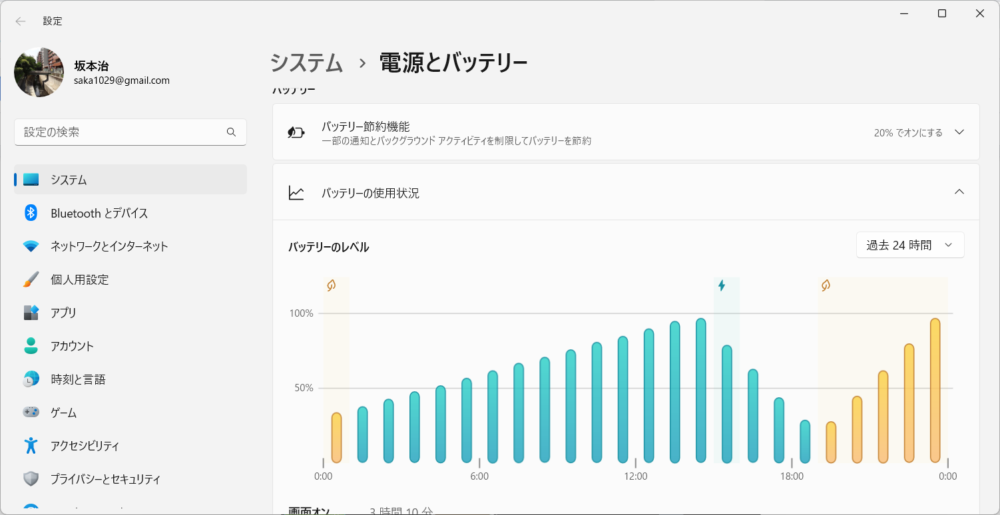 設定
坂本治
saka1029@gmail.com
設定の検索
システム
Bluetooth とデバイス
ネットワークとインターネット
個人用設定
アプリ
アカウント
時刻と言語
ゲーム
アクセシビリティ
プライバシーとセキュリティ
システム › 電源とバッテリー
バッテリー
バッテリー節約機能
一部の通知とバックグラウンド アクティビティを制限してバッテリーを節約
20% でオンにする
バッテリーの使用状況
バッテリーのレベル
過去 24 時間
100%
50%
0:00 6:00 12:00 18:00 0:00
画面オン 3 時間 10 分